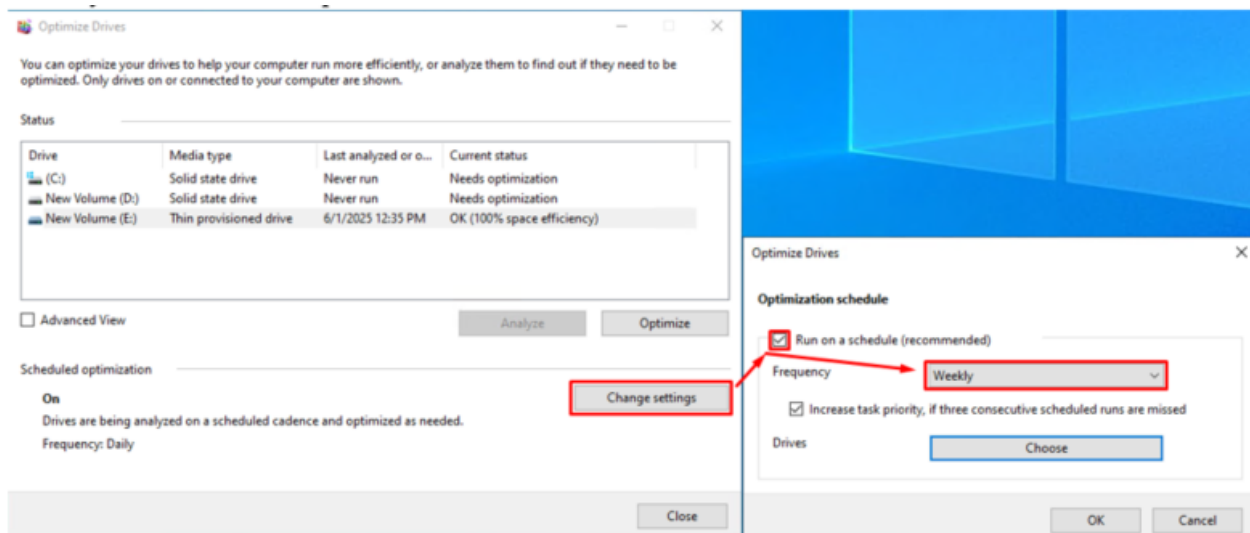 Optimize Drives
You can optimize your drives to help your computer run more efficiently, or analyze them to find out if they need to be
optimized. Only drives on or connected to your computer are shown.
Status
Drive Media type Last analyzed or o... Current status
(C:) Solid state drive Never run Needs optimization
New Volume (D:) Solid state drive Never run Needs optimization
New Volume (E:) Thin provisioned drive 6/1/2025 12:35 PM OK (100% space efficiency)
Advanced View
Analyze Optimize
Scheduled optimization
On
Change settings
Drives are being analyzed on a scheduled cadence and optimized as needed.
Frequency: Daily
Close
Optimize Drives
Optimization schedule
Run on a schedule (recommended)
Frequency Weekly
Increase task priority, if three consecutive scheduled runs are missed
Drives Choose
OK Cancel